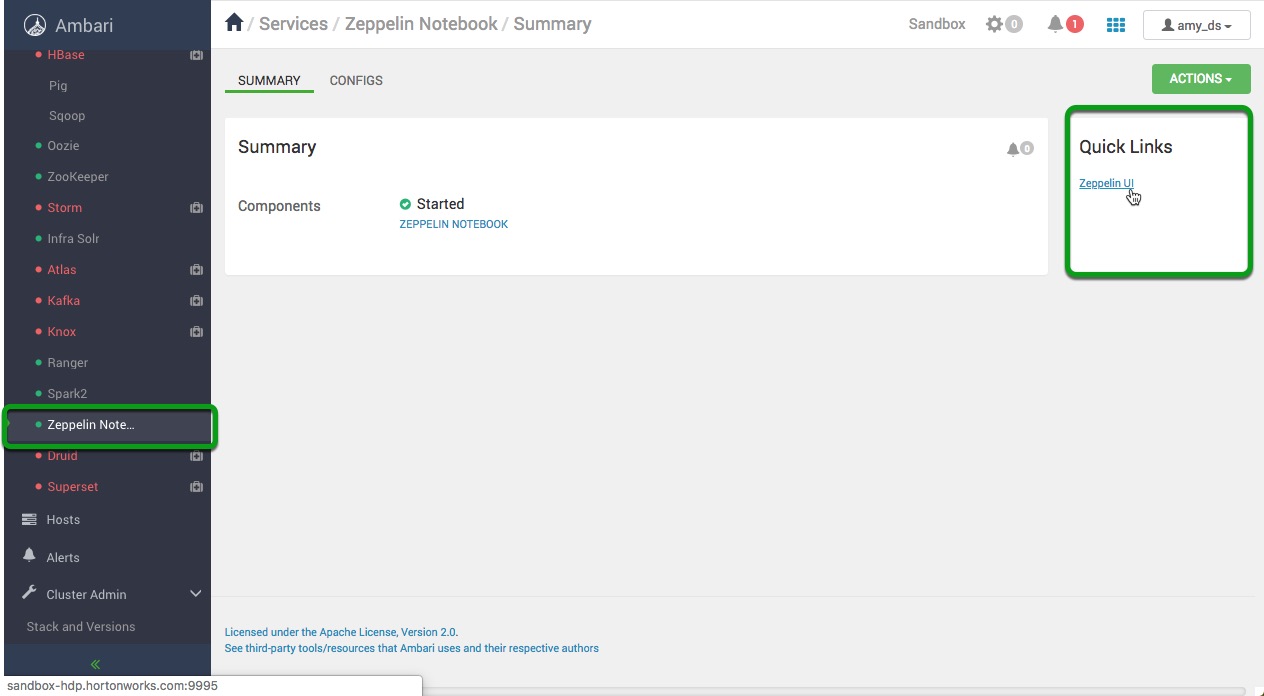 Ambari
HBase
Pig
Sqoop
Oozie
ZooKeeper
Storm
Infra Solr
Atlas
Kafka
Knox
Ranger
Spark2
Zeppelin Note...
Druid
Superset
Hosts
Alerts
Cluster Admin
Stack and Versions
«
/ Services / Zeppelin Notebook / Summary
Sandbox 0 1 amy_ds
SUMMARY CONFIGS
ACTIONS
Summary
0
Components
Started
ZEPPELIN NOTEBOOK
Quick Links
Zeppelin UI
Licensed under the Apache License, Version 2.0.
See third-party tools/resources that Ambari uses and their respective authors
sandbox-hdp.hortonworks.com:9995